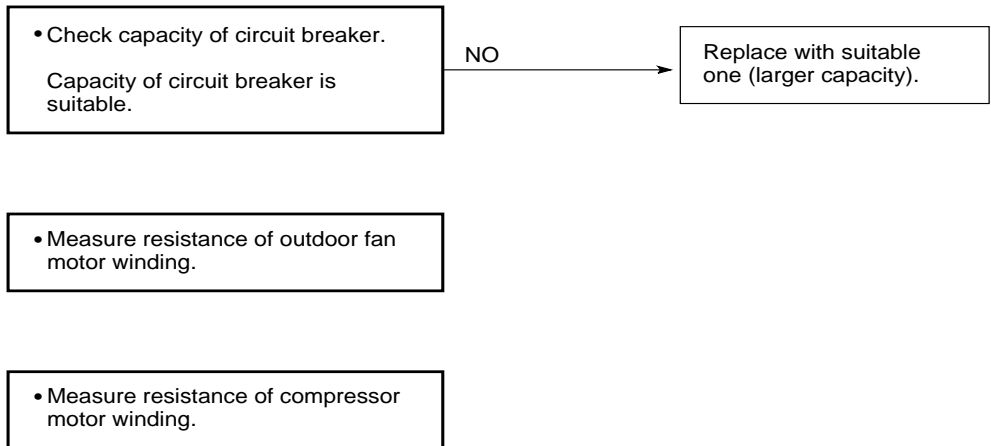 • Check capacity of circuit breaker.
Capacity of circuit breaker is
suitable.
NO
Replace with suitable
one (larger capacity).
• Measure resistance of outdoor fan
motor winding.
• Measure resistance of compressor
motor winding.